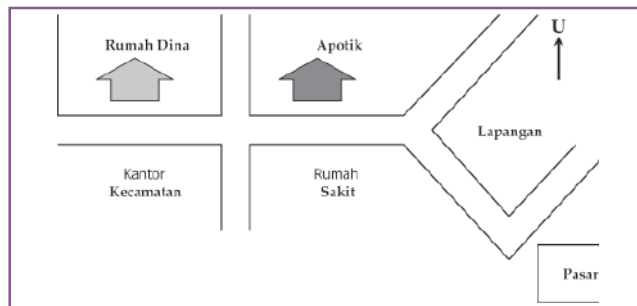 Rumah Dina
Apotik
U
Lapangan
Kantor
Kecamatan
Rumah
Sakit
Pasar